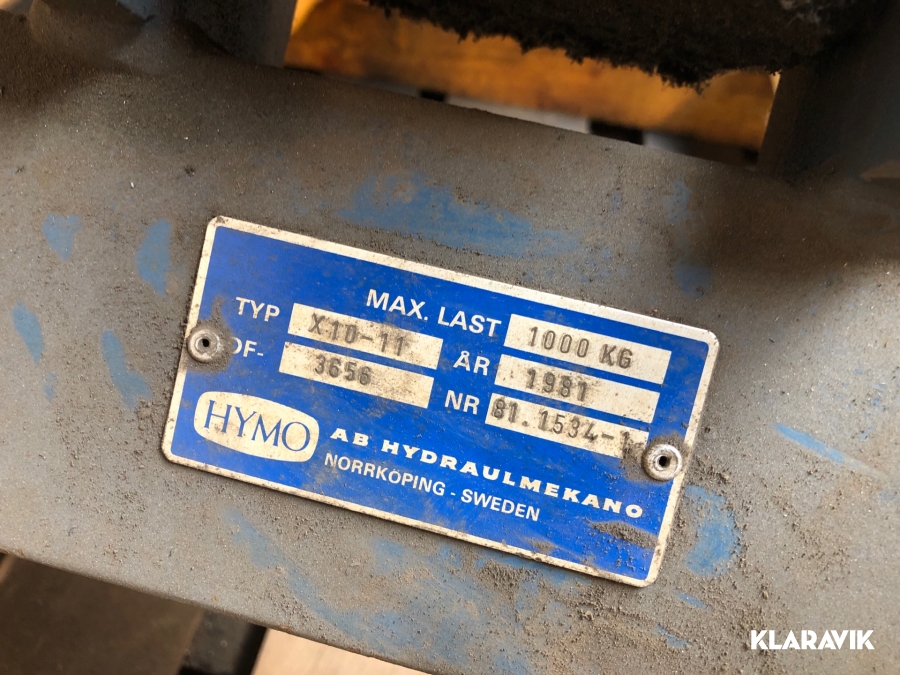 MAX. LAST 1000 KG
TYP X10-11 ÅR 1981
OF- 3656 NR 81.1534-1
HYMO AB HYDRAULMEKANO
NORRKÖPING - SWEDEN
KLARAVIK